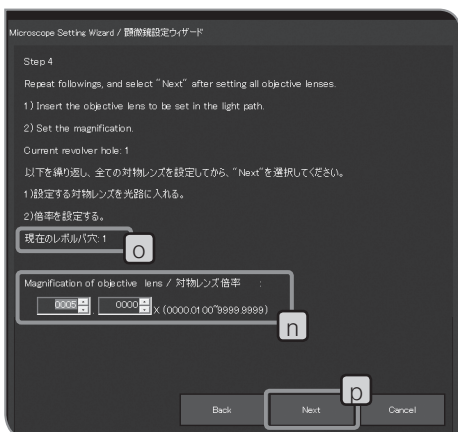 Microscope Setting Wizard / 顕微鏡設定ウィザード
Step 4
Repeat followings, and select "Next" after setting all objective lenses.
1) Insert the objective lens to be set in the light path.
2) Set the magnification.
Current revolver hole: 1
以下を繰り返し、全ての対物レンズを設定してから、"Next"を選択してください。
1)設定する対物レンズを光路に入れる。
2)倍率を設定する。
現在のレボルバ穴: 1
o
Magnification of objective lens / 対物レンズ倍率 :
0005 . 0000 X (0000.0100~9999.9999)
n
p
Back Next Cancel